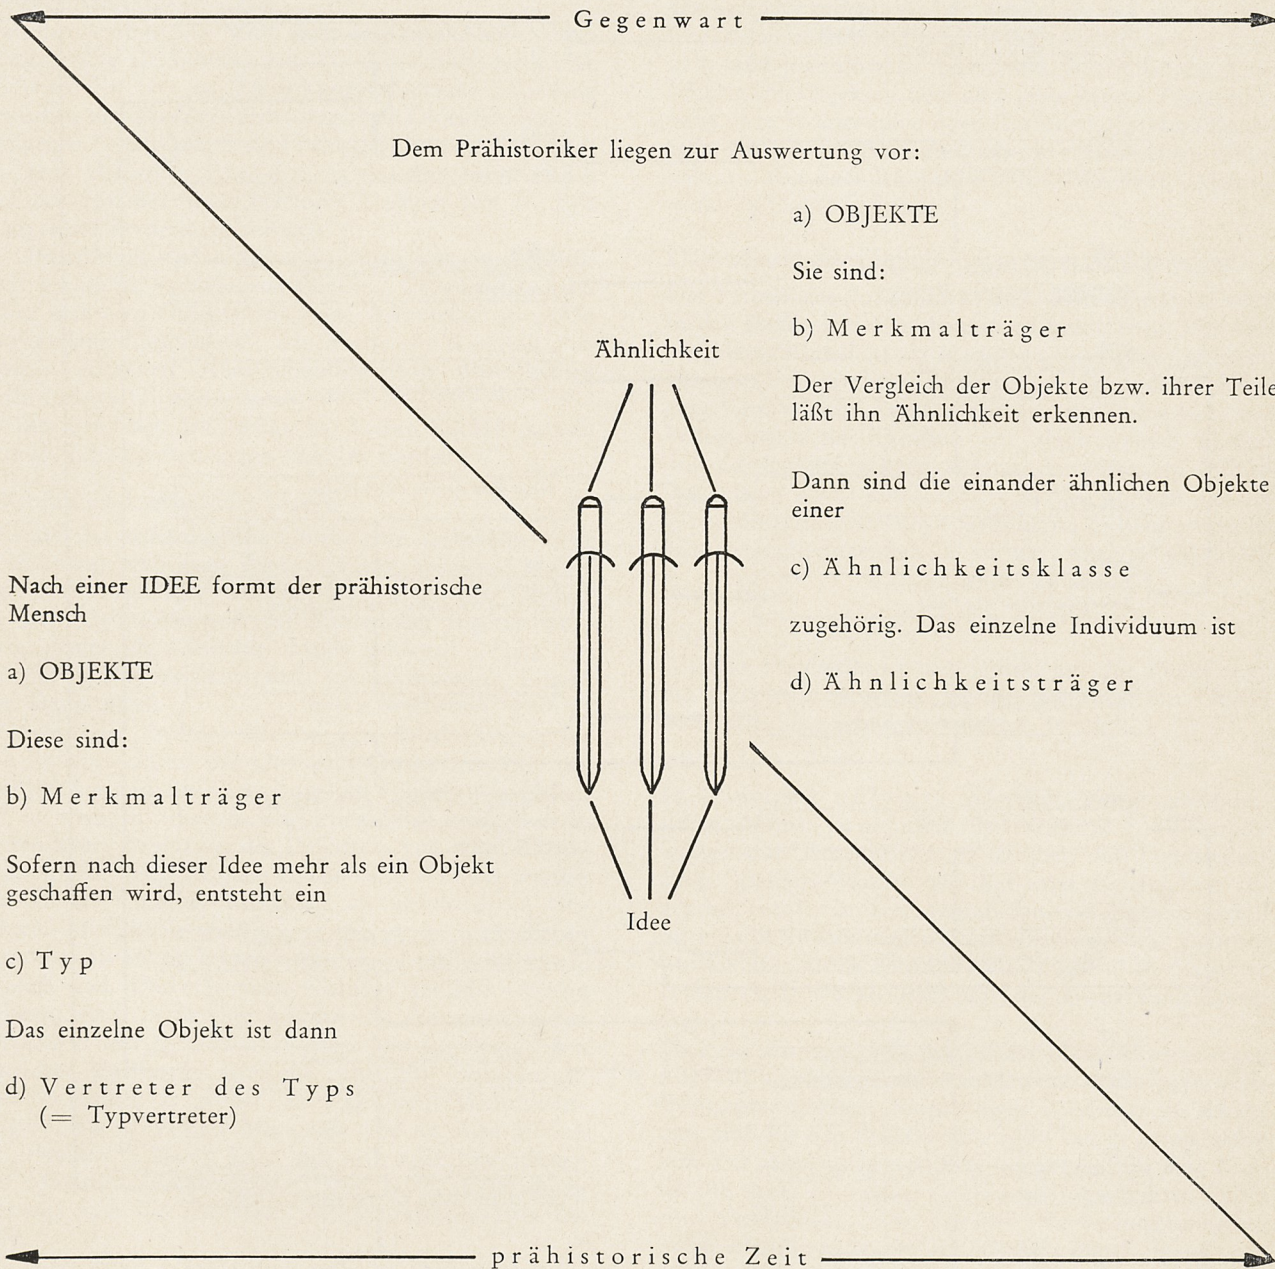 Gegenwart
Dem Prähistoriker liegen zur Auswertung vor:
a) OBJEKTE
Sie sind:
b) Merkmalträger
Der Vergleich der Objekte bzw. ihrer Teile
läßt ihn Ähnlichkeit erkennen.
Dann sind die einander ähnlichen Objekte
einer
c) Ähnlichkeitsklasse
zugehörig. Das einzelne Individuum ist
d) Ähnlichkeitsträger
Ähnlichkeit
Idee
Nach einer IDEE formt der prähistorische
Mensch
a) OBJEKTE
Diese sind:
b) Merkmalträger
Sofern nach dieser Idee mehr als ein Objekt
geschaffen wird, entsteht ein
c) Typ
Das einzelne Objekt ist dann
d) Vertreter des Typs
(= Typvertreter)
prähistorische Zeit